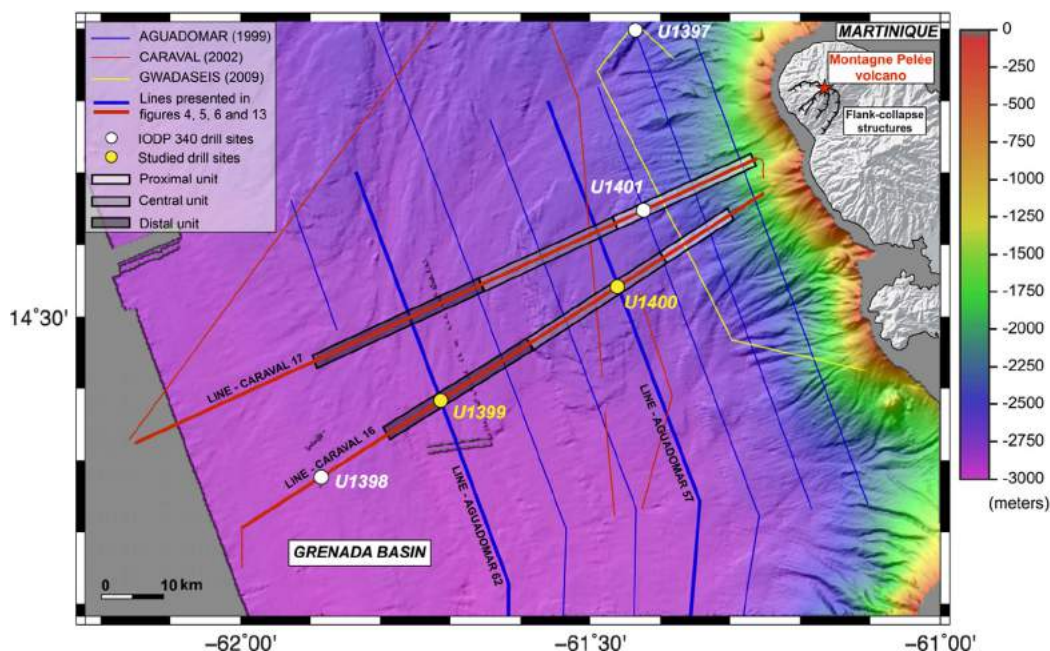 AGUADOMAR (1999)
CARAVAL (2002)
GWADASEIS (2009)
Lines presented in
figures 4, 5, 6 and 13
IODP 340 drill sites
Studied drill sites
Proximal unit
Central unit
Distal unit
U1397
MARTINIQUE
Montagne Pelée
volcano
Flank-collapse
structures
U1401
U1400
U1399
U1398
LINE - CARAVAL 17
LINE - CARAVAL 16
LINE - AGUADOMAR 62
LINE - AGUADOMAR 57
GRENADA BASIN
0 10 km
14°30'
−62°00'
−61°30'
−61°00'
0
−250
−500
−750
−1000
−1250
−1500
−1750
−2000
−2250
−2500
−2750
−3000
(meters)